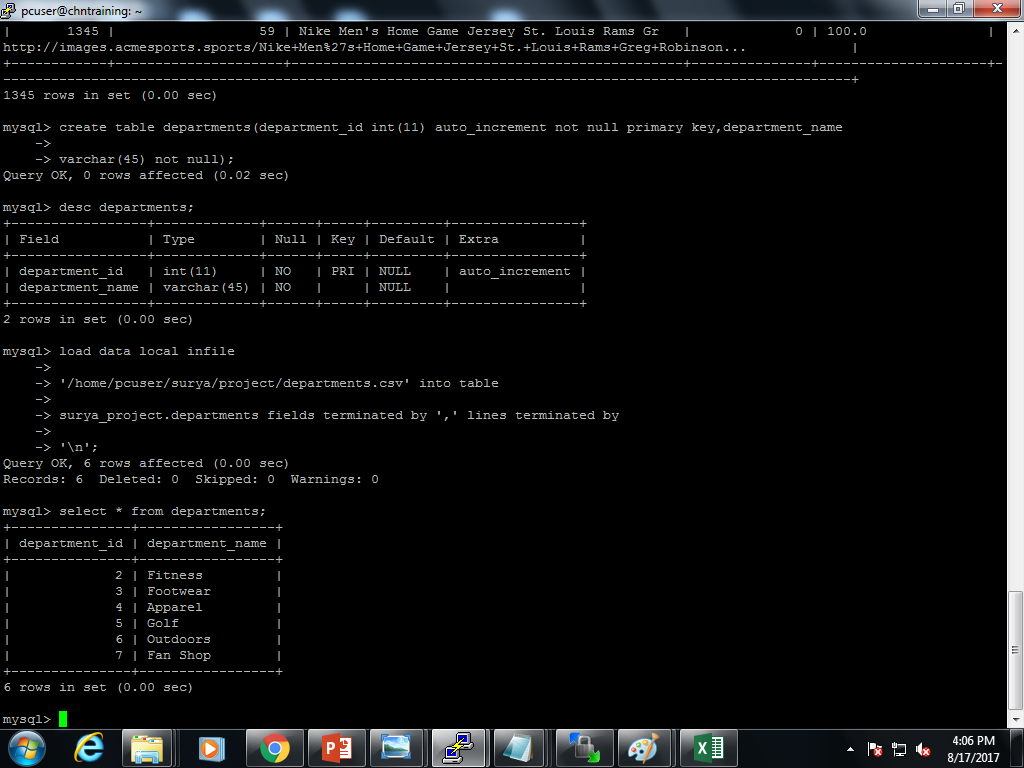 pcuser@chntraining: ~
|       1345 |                  59 | Nike Men's Home Game Jersey St. Louis Rams Gr   |             0 | 100.0               |
http://images.acmesports.sports/Nike+Men%27s+Home+Game+Jersey+St.+Louis+Rams+Greg+Robinson...             |
+------------+---------------------+-------------------------------------------------+---------------+---------------------+-
----------------------------------------------------------------------------------------------------------+
1345 rows in set (0.00 sec)
mysql> create table departments(department_id int(11) auto_increment not null primary key,department_name
    ->
    -> varchar(45) not null);
Query OK, 0 rows affected (0.02 sec)
mysql> desc departments;
+-----------------+-------------+------+-----+---------+----------------+
| Field           | Type        | Null | Key | Default | Extra          |
+-----------------+-------------+------+-----+---------+----------------+
| department_id   | int(11)     | NO   | PRI | NULL    | auto_increment |
| department_name | varchar(45) | NO   |     | NULL    |                |
+-----------------+-------------+------+-----+---------+----------------+
2 rows in set (0.00 sec)
mysql> load data local infile
    ->
    -> '/home/pcuser/surya/project/departments.csv' into table
    ->
    -> surya_project.departments fields terminated by ',' lines terminated by
    ->
    -> '\n';
Query OK, 6 rows affected (0.00 sec)
Records: 6  Deleted: 0  Skipped: 0  Warnings: 0
mysql> select * from departments;
+---------------+-----------------+
| department_id | department_name |
+---------------+-----------------+
|             2 | Fitness         |
|             3 | Footwear        |
|             4 | Apparel         |
|             5 | Golf            |
|             6 | Outdoors        |
|             7 | Fan Shop        |
+---------------+-----------------+
6 rows in set (0.00 sec)
mysql>
4:06 PM
8/17/2017